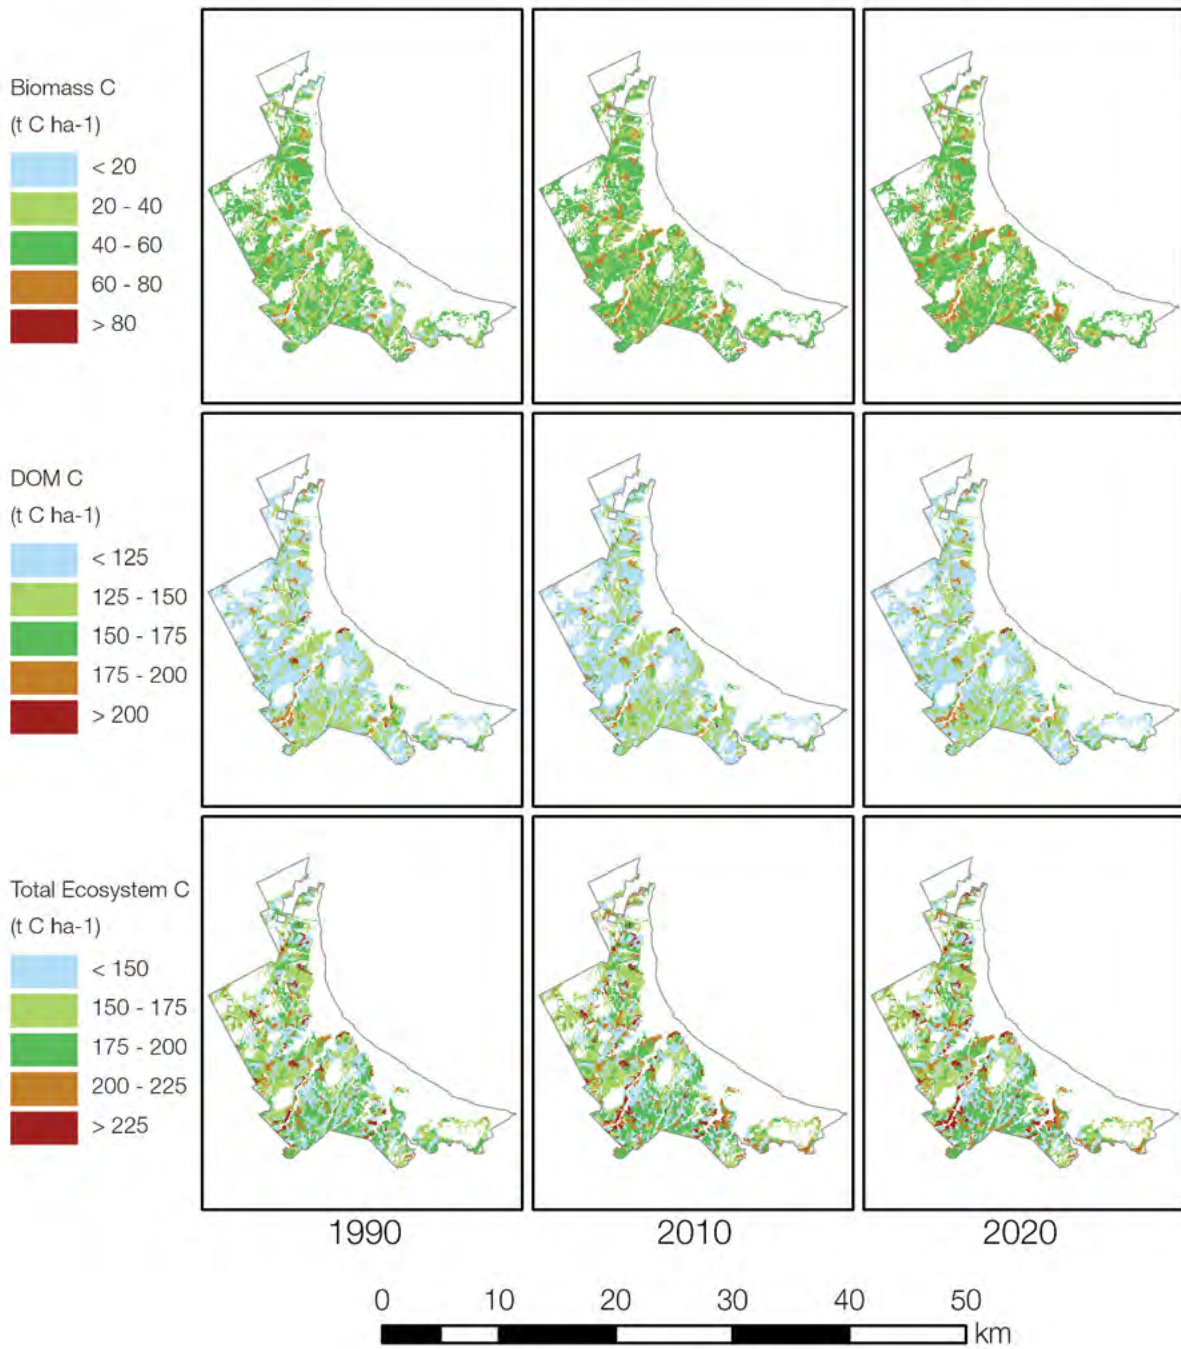 Biomass C
(t C ha-1)
< 20
20 - 40
40 - 60
60 - 80
> 80
DOM C
(t C ha-1)
< 125
125 - 150
150 - 175
175 - 200
> 200
Total Ecosystem C
(t C ha-1)
< 150
150 - 175
175 - 200
200 - 225
> 225
1990 2010 2020
0 10 20 30 40 50
km